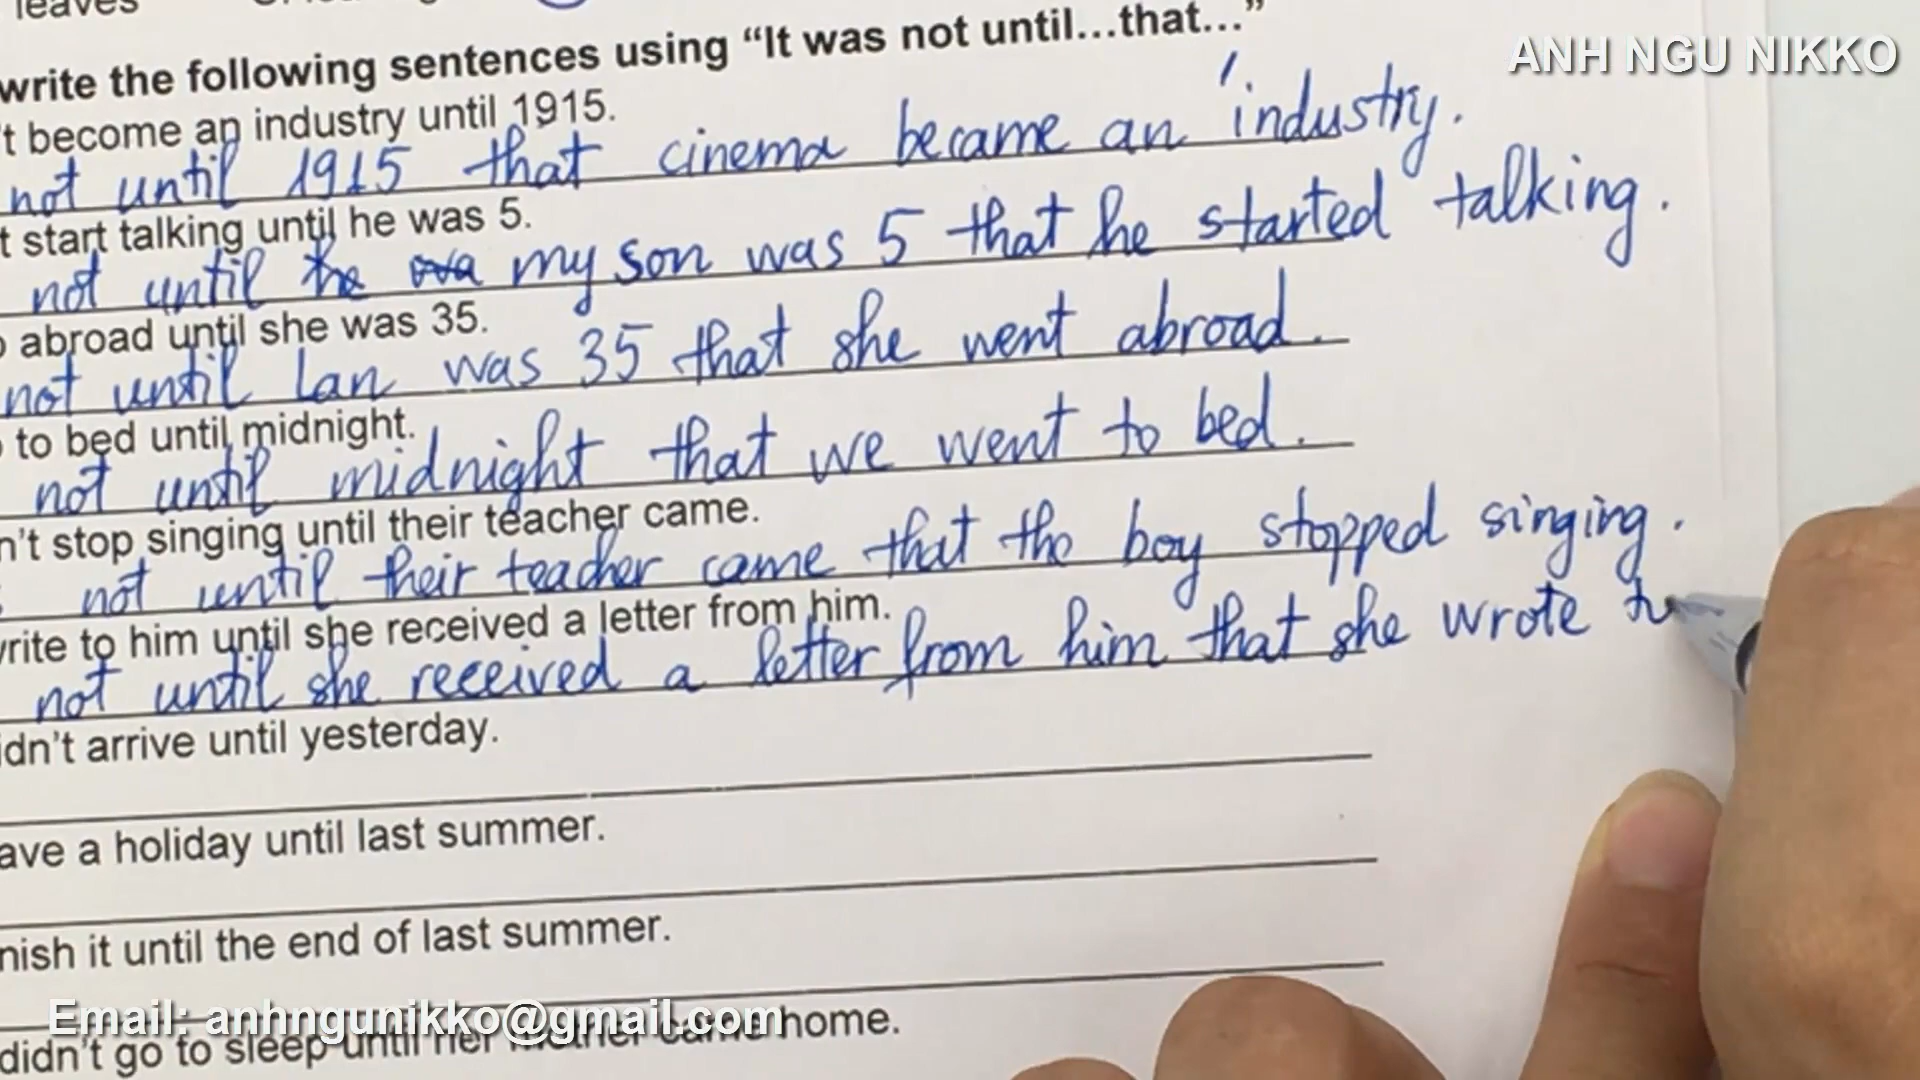 leaves
write the following sentences using “It was not until...that...”
ANH NGU NIKKO
't become an industry until 1915.
not until 1915 that cinema became an industry.
t start talking until he was 5.
not until my son was 5 that he started talking.
o abroad until she was 35.
not until Lan was 35 that she went abroad.
o to bed until midnight.
not until midnight that we went to bed.
n't stop singing until their teacher came.
not until their teacher came that the boy stopped singing.
write to him until she received a letter from him.
not until she received a letter from him that she wrote
idn't arrive until yesterday.
ave a holiday until last summer.
nish it until the end of last summer.
Email: anhngunikko@gmail.com
didn't go to sleep until her mother came home.